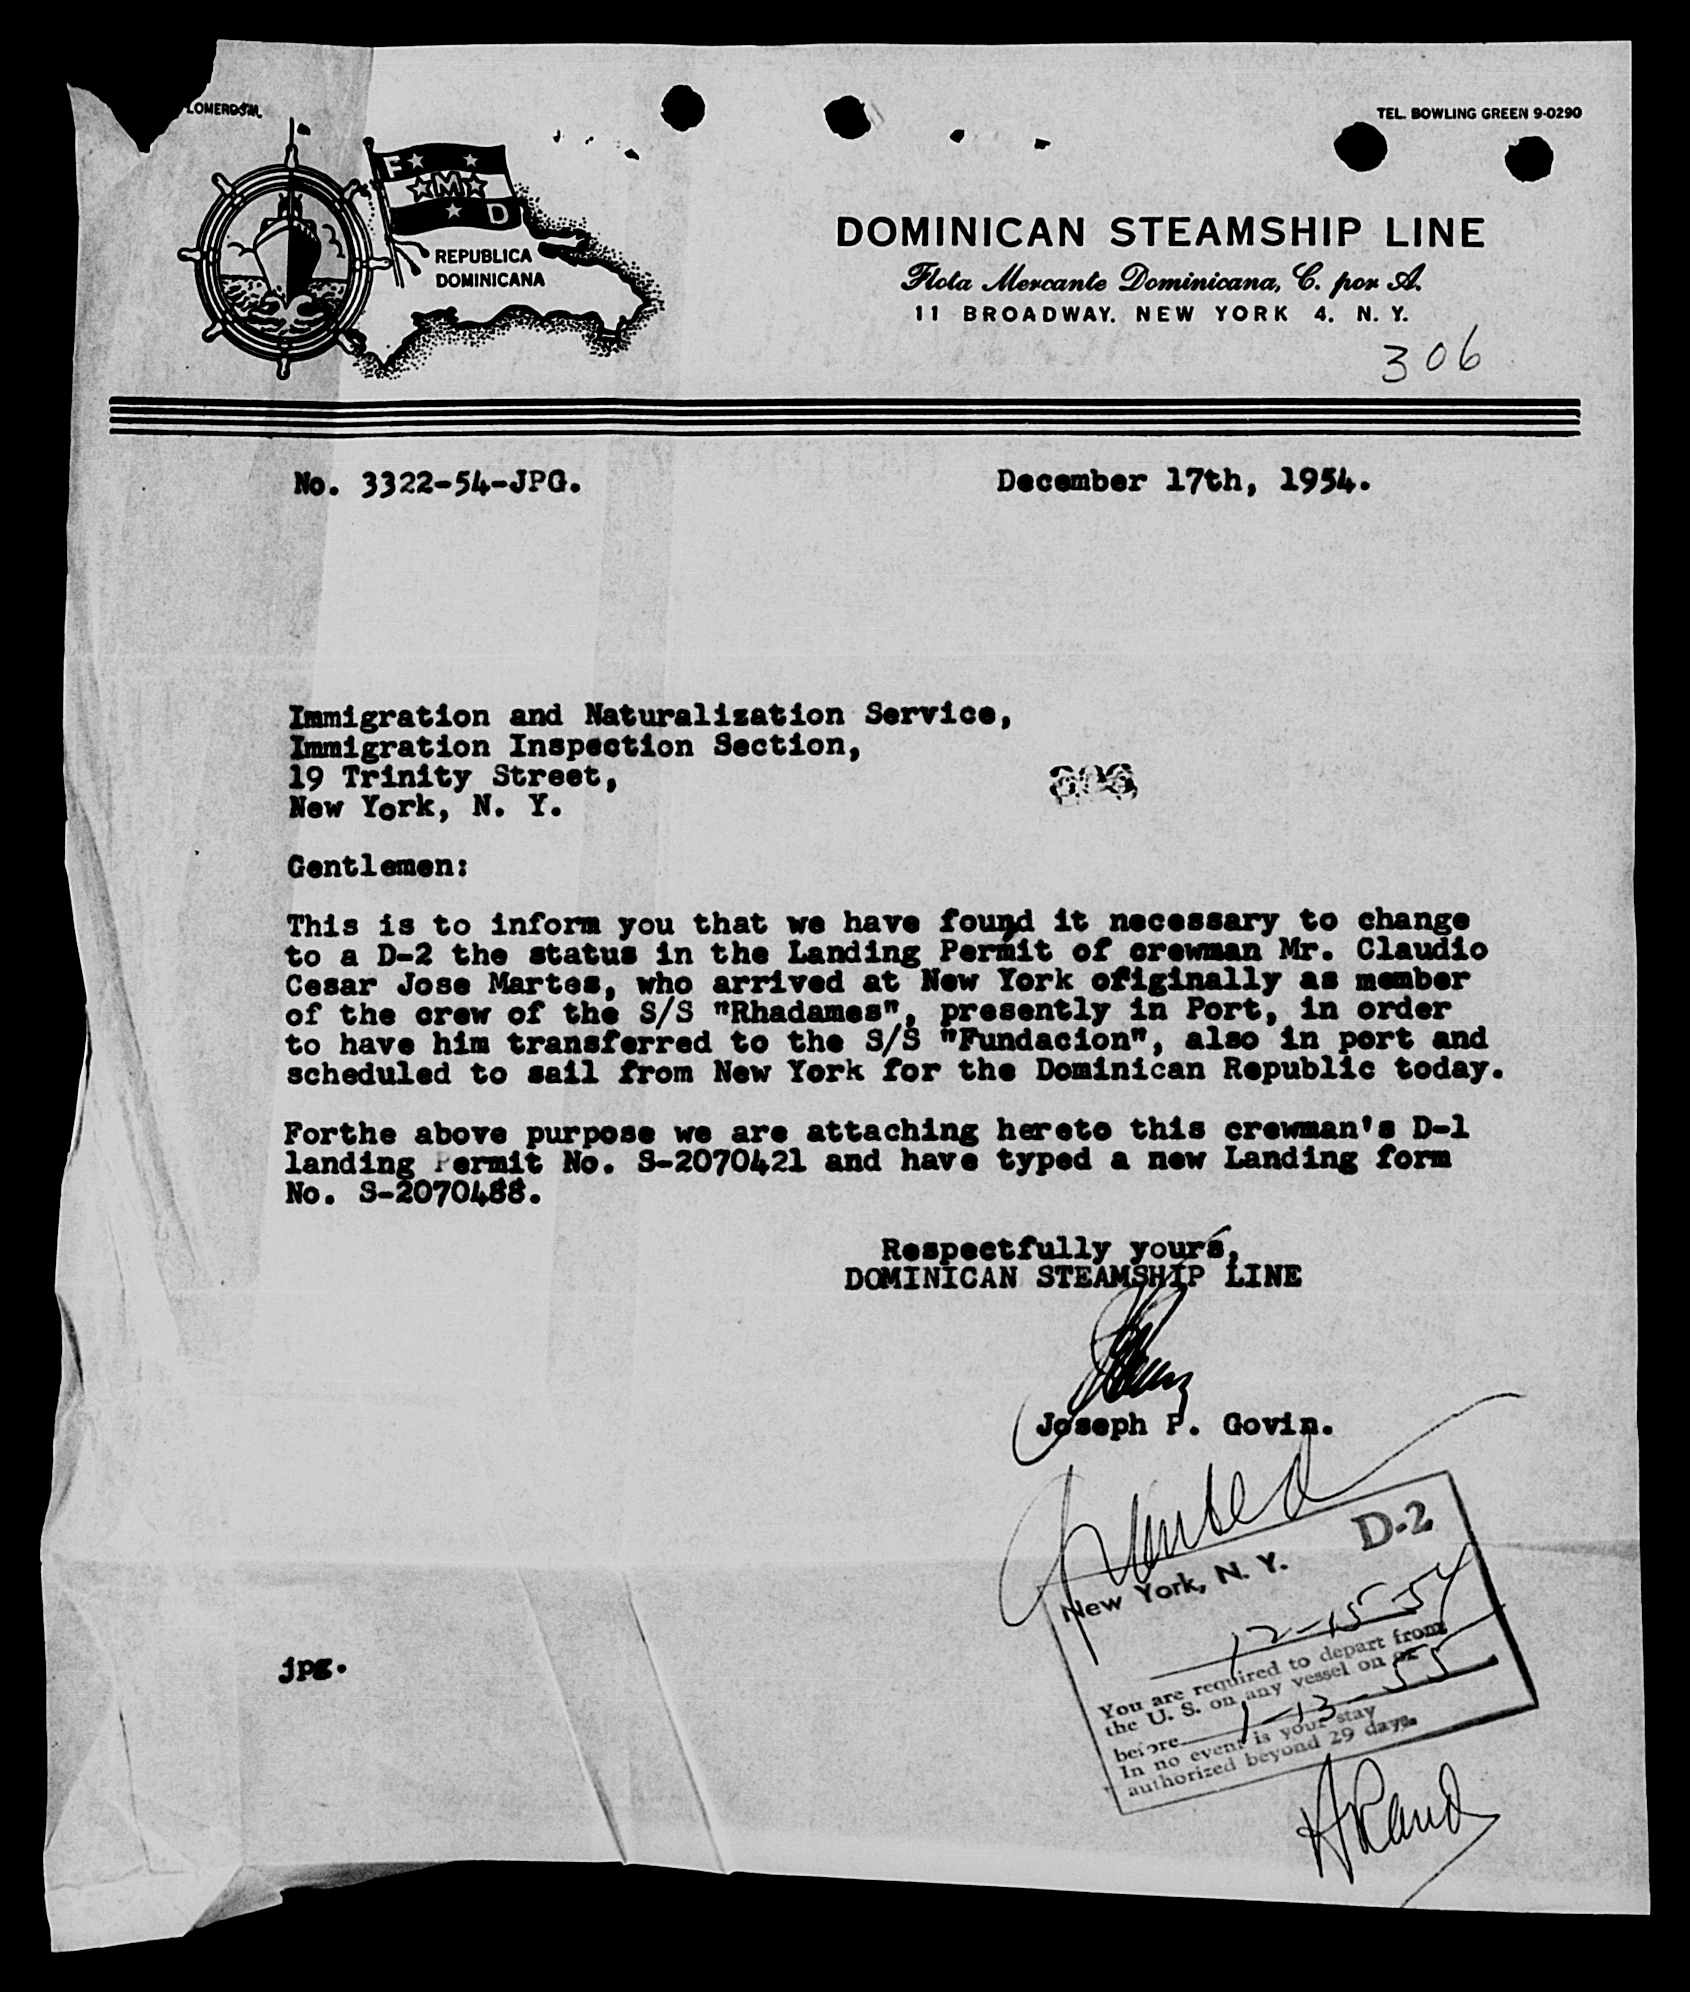 TEL. BOWLING GREEN 9-0290
F M D
REPUBLICA
DOMINICANA
DOMINICAN STEAMSHIP LINE
Flota Mercante Dominicana, C. por A.
11 BROADWAY. NEW YORK 4. N. Y.
306
No. 3322-54-JPG.
December 17th, 1954.
Immigration and Naturalization Service,
Immigration Inspection Section,
19 Trinity Street,
New York, N. Y.
Gentlemen:
This is to inform you that we have found it necessary to change
to a D-2 the status in the Landing Permit of crewman Mr. Claudio
Cesar Jose Martes, who arrived at New York ofiginally as member
of the crew of the S/S "Rhadames", presently in Port, in order
to have him transferred to the S/S "Fundacion", also in port and
scheduled to sail from New York for the Dominican Republic today.
Forthe above purpose we are attaching hereto this crewman's D-1
landing Permit No. S-2070421 and have typed a new Landing form
No. S-2070488.
Respectfully yours,
DOMINICAN STEAMSHIP LINE
Joseph P. Govin.
Granted
D-2
New York, N. Y.
12-15-54
You are required to depart from
the U. S. on any vessel on or
before 1-13-55
In no event is your stay
authorized beyond 29 days.
jpg.